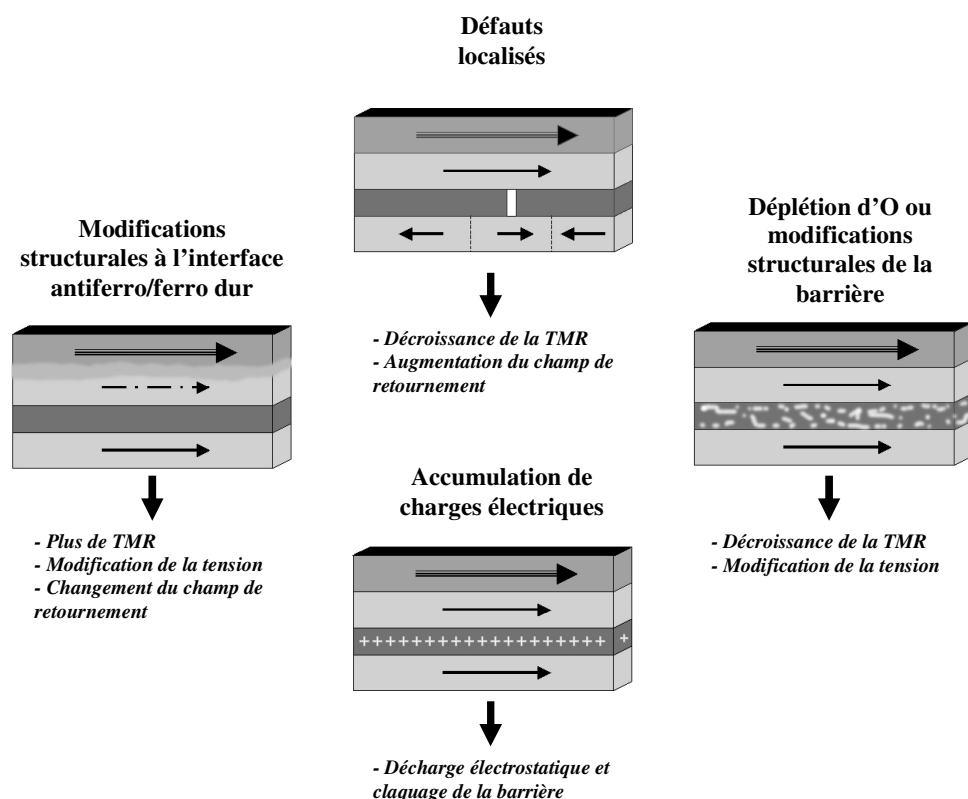 Défauts
localisés
Modifications
structurales à l'interface
antiferro/ferro dur
Déplétion d'O ou
modifications
structurales de la
barrière
- Décroissance de la TMR
- Augmentation du champ de
retournement
Accumulation de
charges électriques
- Plus de TMR
- Modification de la tension
- Changement du champ de
retournement
- Décroissance de la TMR
- Modification de la tension
+ + + + + + + + + + + + + + + + + + + +
- Décharge électrostatique et
claquage de la barrière